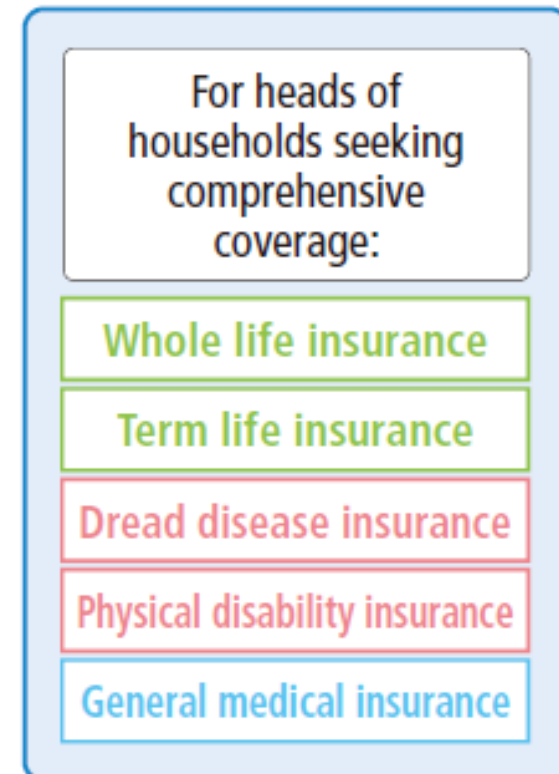 For heads of
households seeking
comprehensive
coverage:
Whole life insurance
Term life insurance
Dread disease insurance
Physical disability insurance
General medical insurance